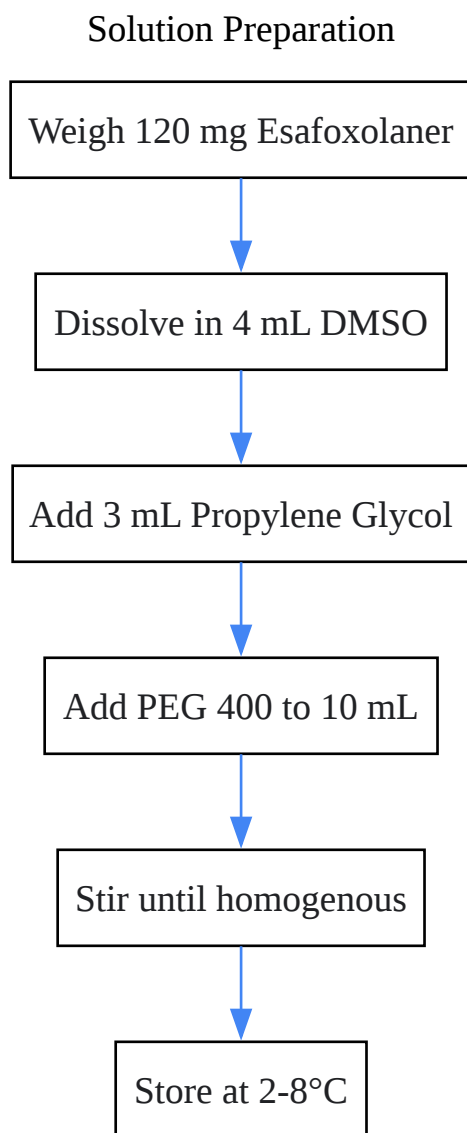 Solution Preparation
Weigh 120 mg Esafoxolaner
Dissolve in 4 mL DMSO
Add 3 mL Propylene Glycol
Add PEG 400 to 10 mL
Stir until homogenous
Store at 2-8°C